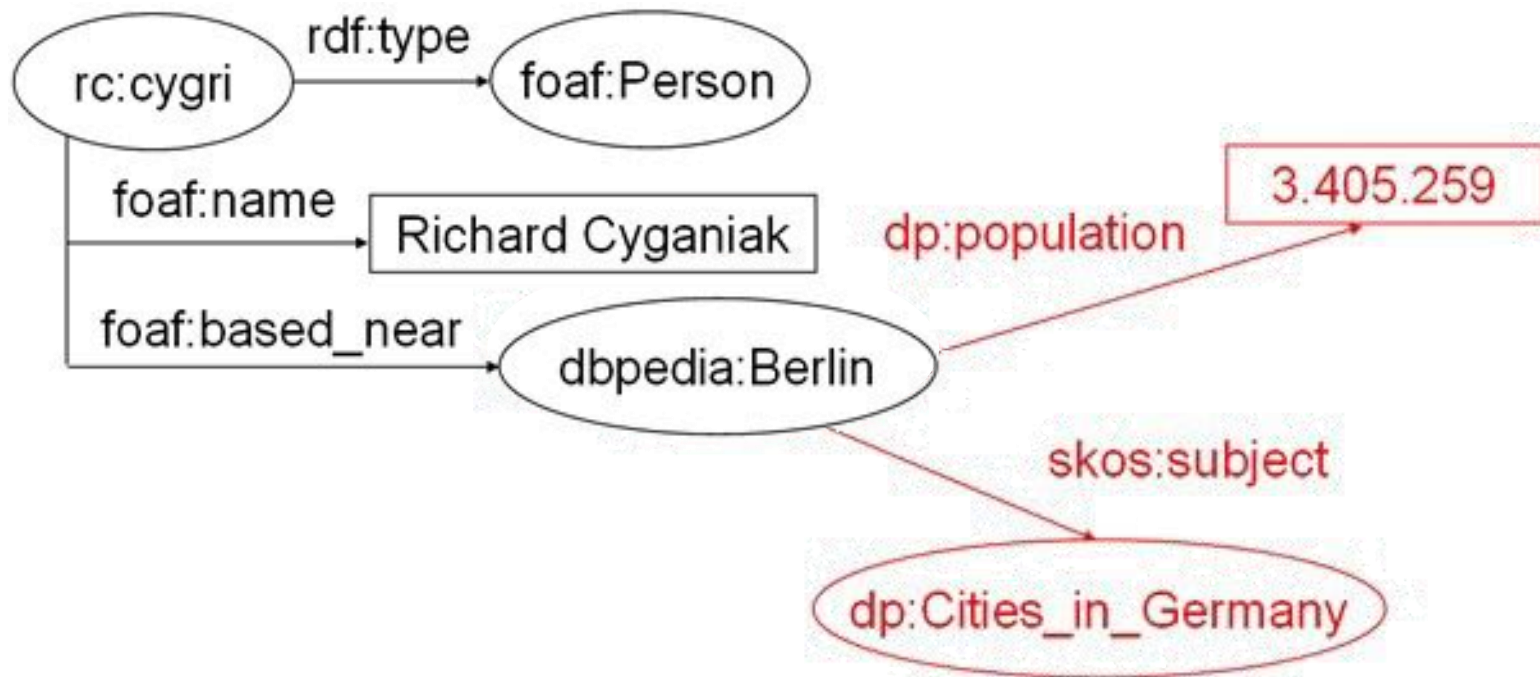 rdf:type
rc:cygri
foaf:Person
3.405.259
foaf:name
Richard Cyganiak
dp:population
foaf:based_near
dbpedia:Berlin
skos:subject
dp:Cities_in_Germany